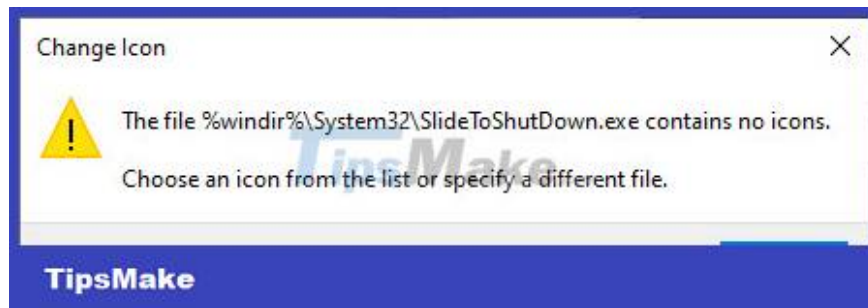 Change Icon
The file %windir%\System32\SlideToShutDown.exe contains no icons.
TipsMake
Choose an icon from the list or specify a different file.
TipsMake